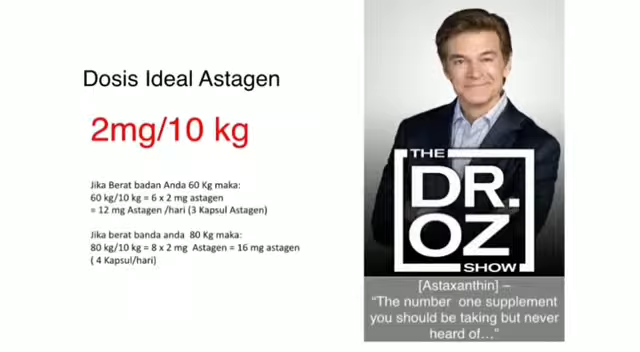 Dosis Ideal Astagen
2mg/10 kg
Jika Berat badan Anda 60 Kg maka:
60 kg/10 kg = 6 x 2 mg astagen
= 12 mg Astagen /hari (3 Kapsul Astagen)
Jika berat banda anda 80 Kg maka:
80 kg/10 kg = 8 x 2 mg Astagen = 16 mg astagen
( 4 Kapsul/hari)
THE
DR.
OZ
SHOW
[Astaxanthin] –
“The number one supplement
you should be taking but never
heard of…”